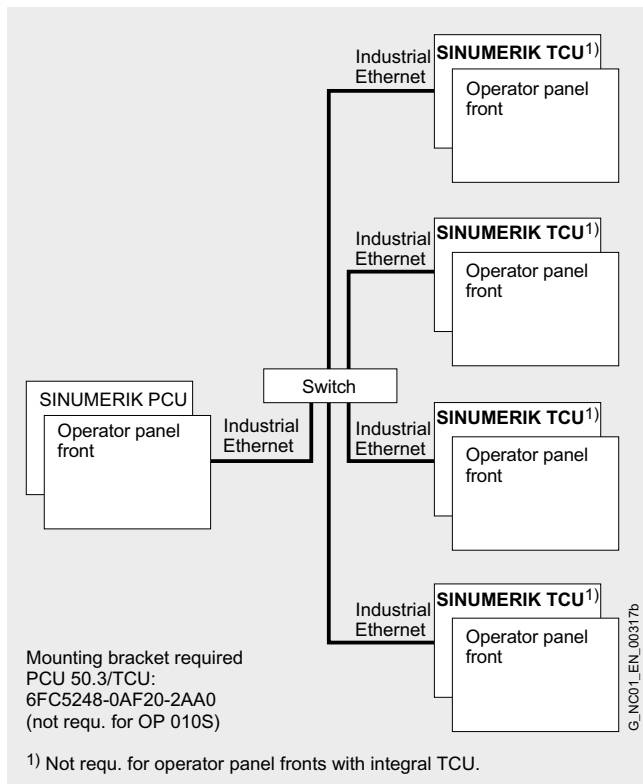 Industrial
Ethernet
SINUMERIK TCU1)
Operator panel
front
Industrial
Ethernet
SINUMERIK TCU1)
Operator panel
front
Switch
SINUMERIK PCU
Operator panel
front
Industrial
Ethernet
Industrial
Ethernet
SINUMERIK TCU1)
Operator panel
front
Industrial
Ethernet
SINUMERIK TCU1)
Operator panel
front
Mounting bracket required
PCU 50.3/TCU:
6FC5248-0AF20-2AA0
(not requ. for OP 010S)
1) Not requ. for operator panel fronts with integral TCU.
G_NC01_EN_00317b